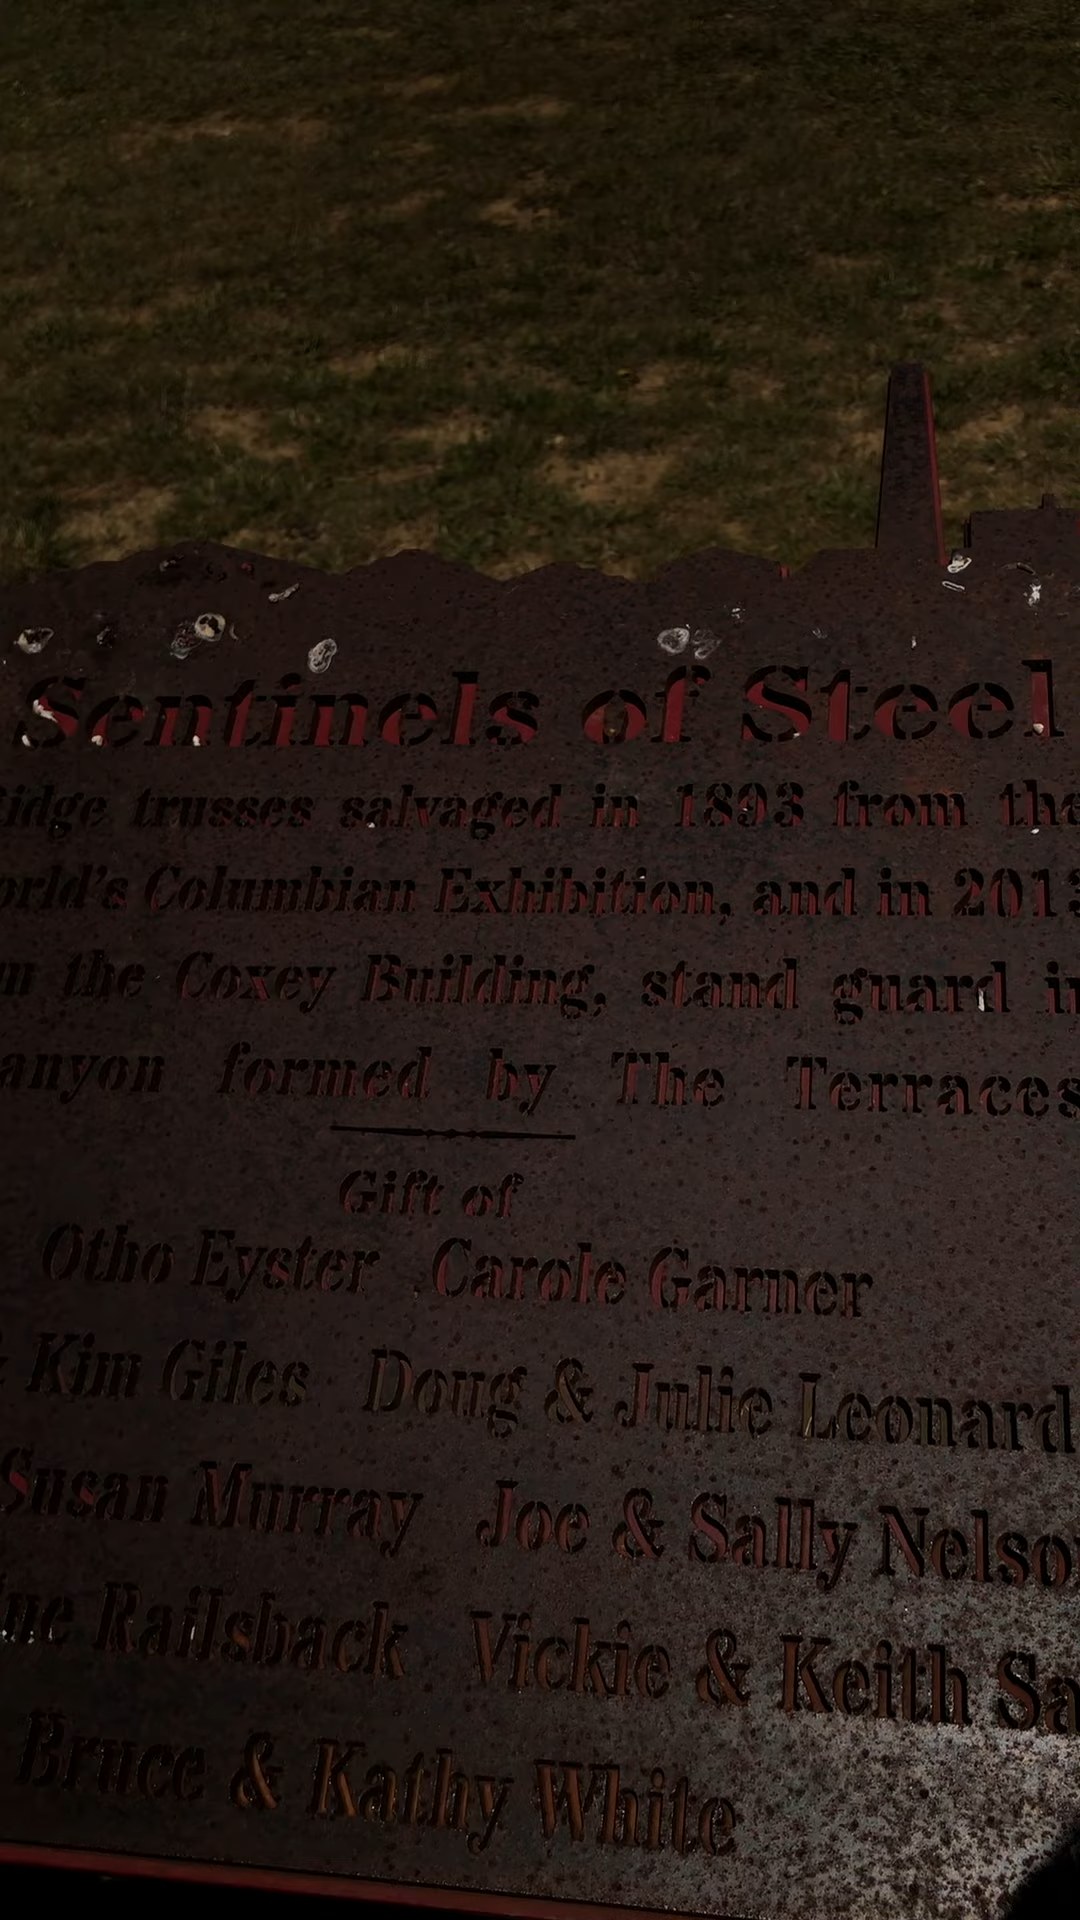 Sentinels of Steel
idge trusses salvaged in 1893 from the
orld's Columbian Exhibition, and in 2013
m the Coxey Building, stand guard in
anyon formed by The Terraces
Gift of
Otho Eyster Carole Garner
& Kim Giles Doug & Julie Leonard
Susan Murray Joe & Sally Nelso
ine Railsback Vickie & Keith Sa
Bruce & Kathy White